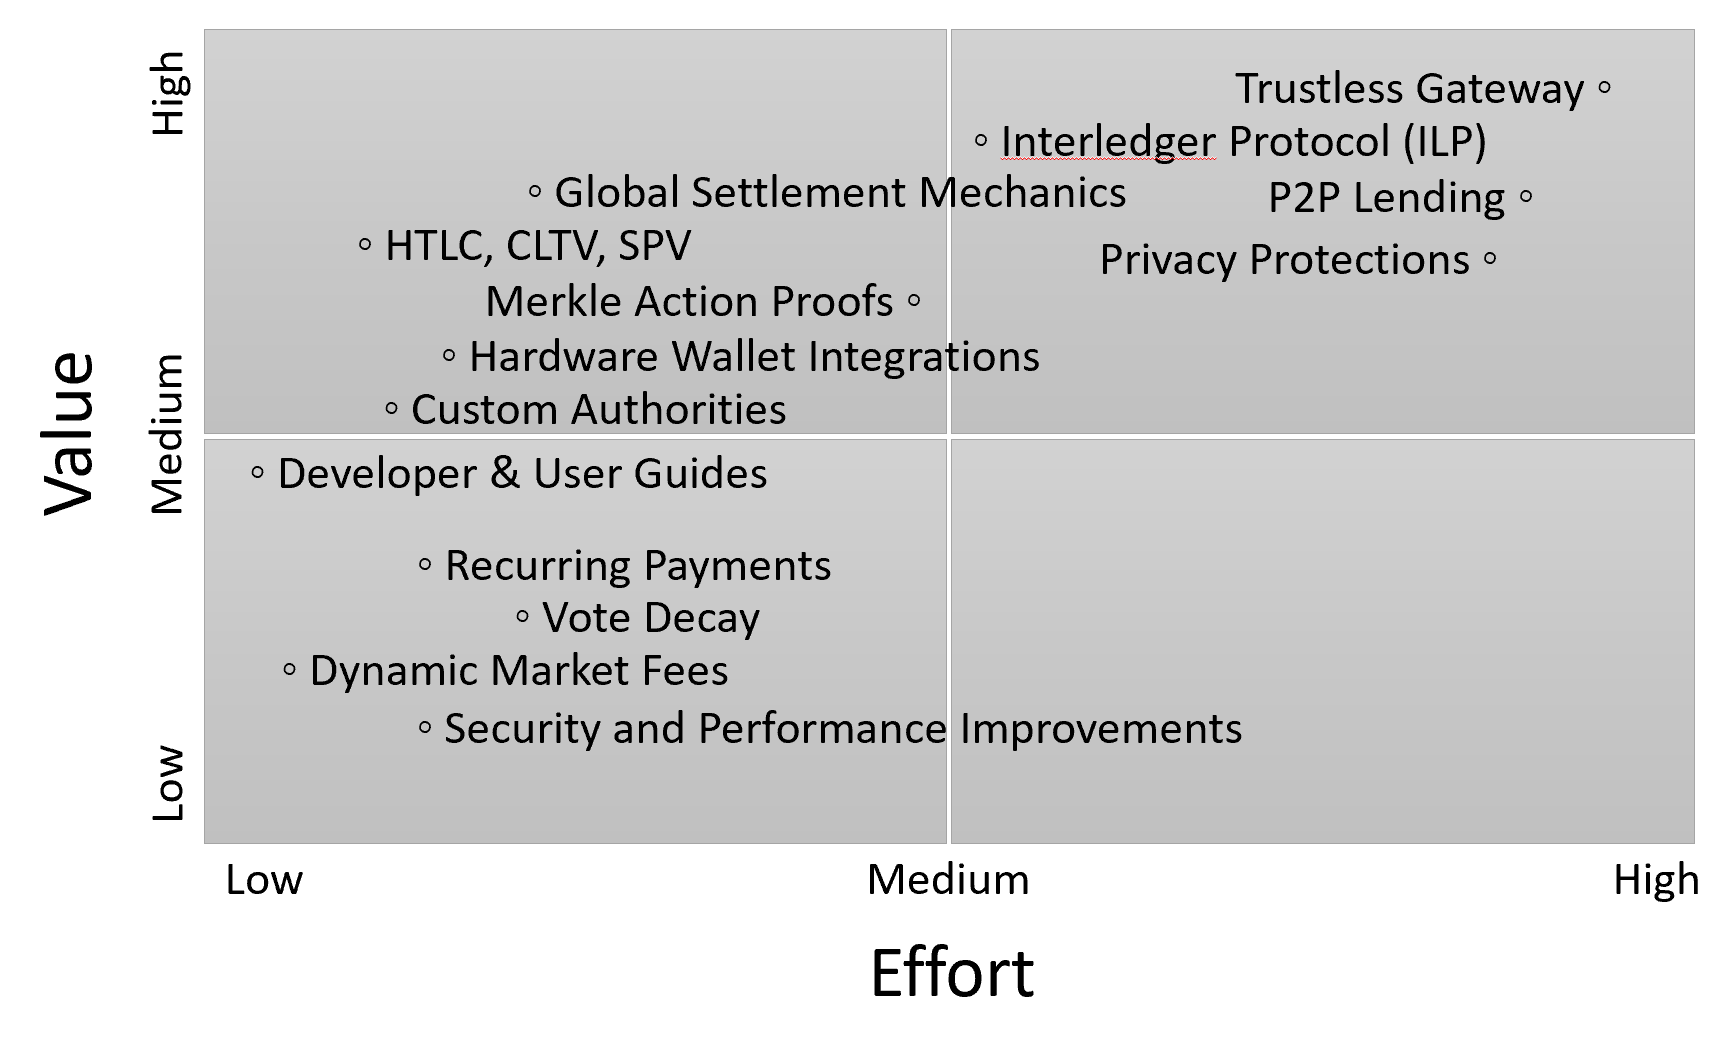 High
Medium
Low
Value
Trustless Gateway
Interledger Protocol (ILP)
Global Settlement Mechanics
P2P Lending
HTLC, CLTV, SPV
Privacy Protections
Merkle Action Proofs
Hardware Wallet Integrations
Custom Authorities
Developer & User Guides
Recurring Payments
Vote Decay
Dynamic Market Fees
Security and Performance Improvements
Low
Medium
High
Effort